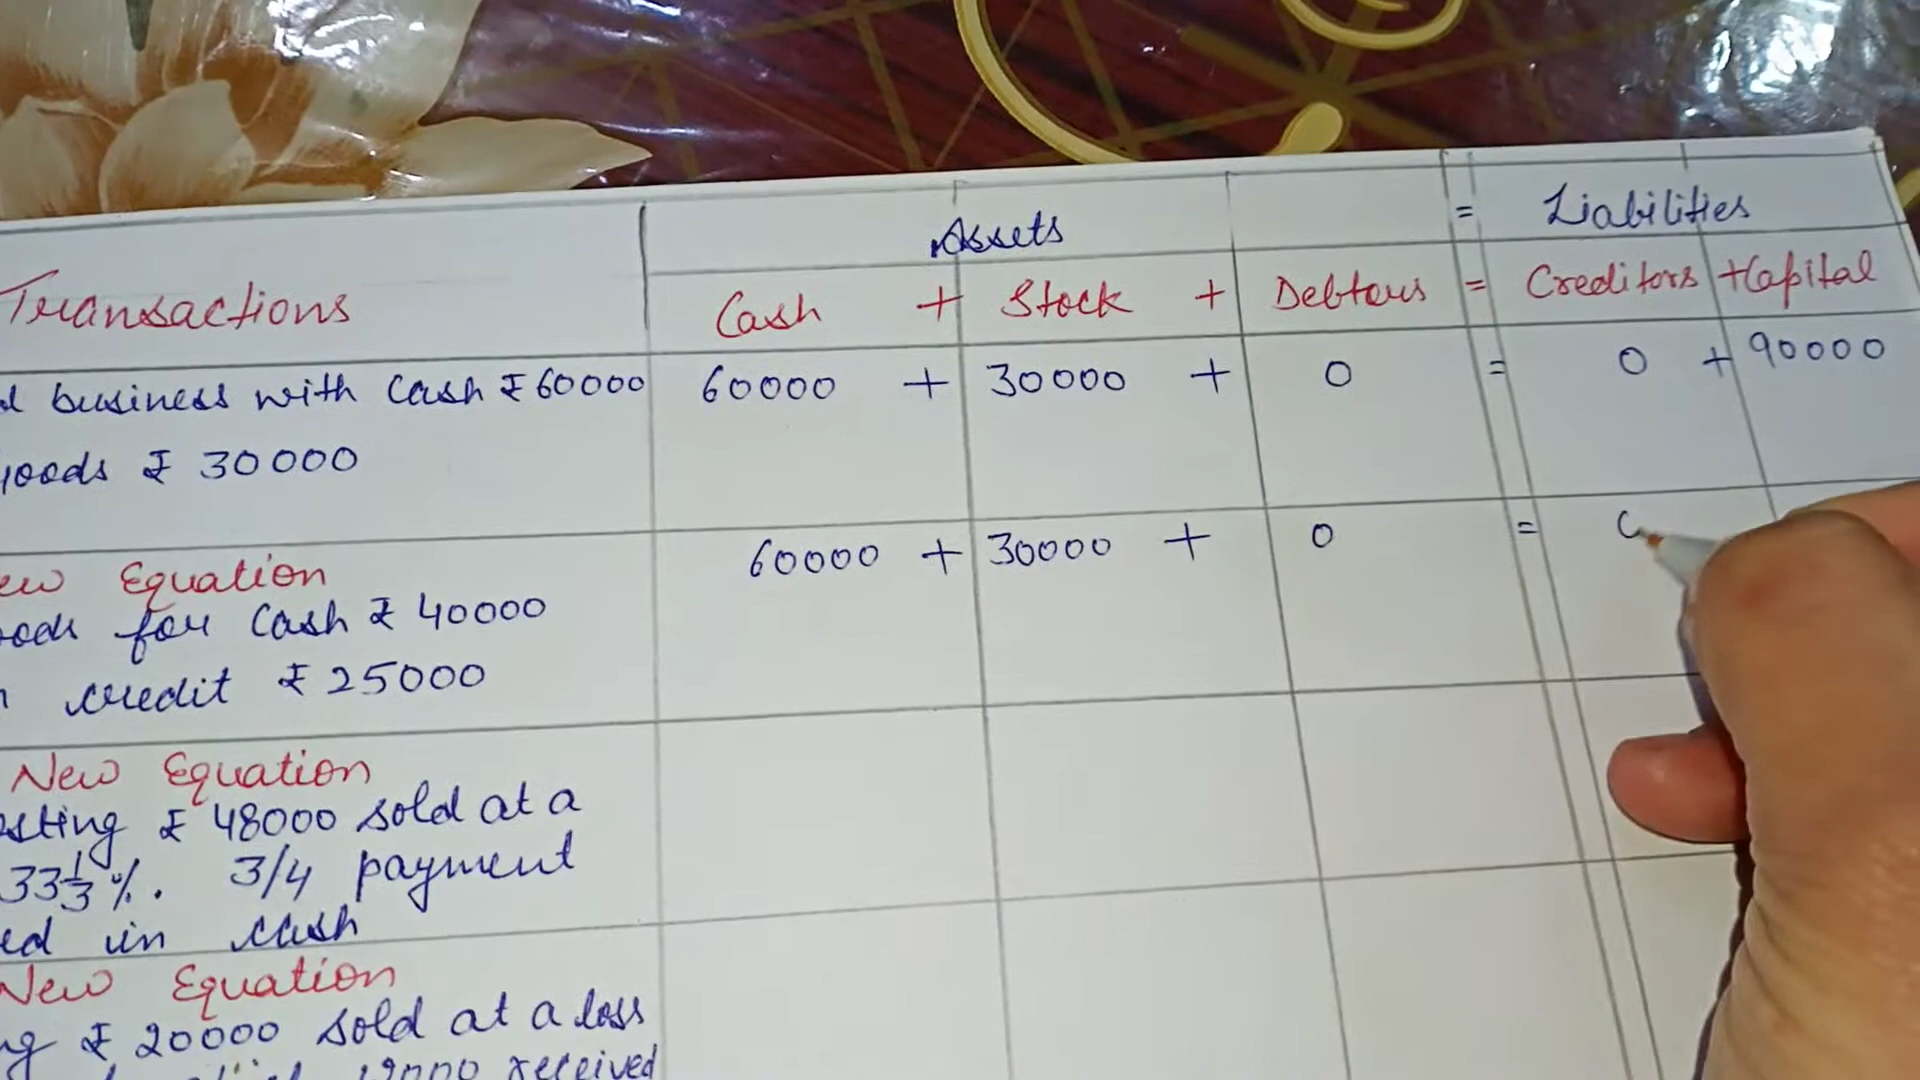 Assets = Liabilities
Transactions Cash + Stock + Debtors = Creditors + Capital
business with Cash ₹60000 60000 + 30000 + 0 = 0 + 90000
goods ₹ 30000
Equation 60000 + 30000 + 0 =
for Cash ₹ 40000
credit ₹ 25000
New Equation
₹ 48000 sold at a
33 1/3 %. 3/4 payment
in cash
New Equation
₹ 20000 sold at a loss
received